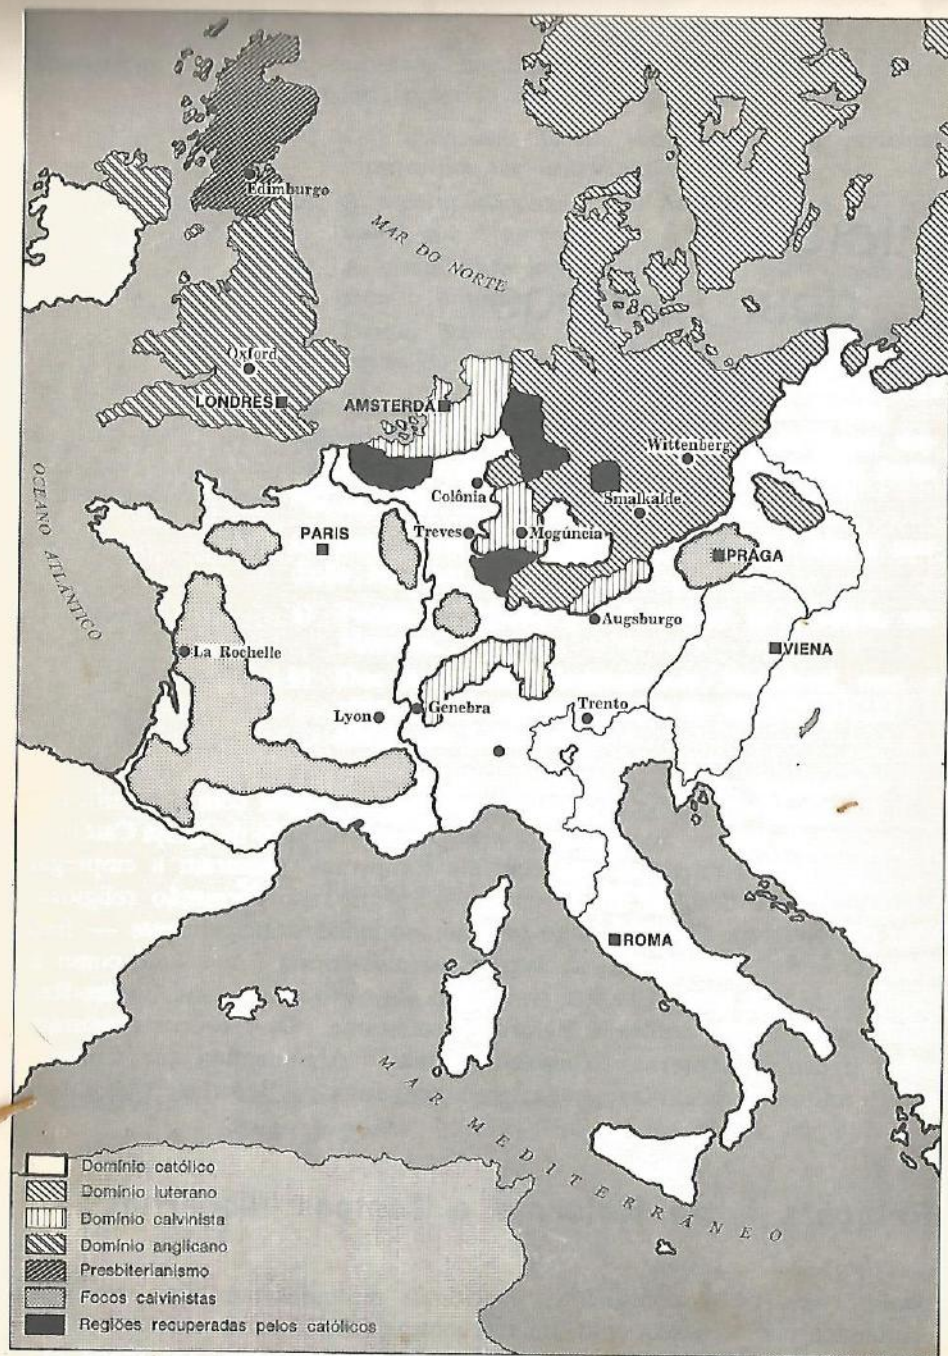 Edimburgo
MAR DO NORTE
Oxford
LONDRES
AMSTERDÃ
Wittenberg
Colônia
Smalkalde
OCEANO ATLÂNTICO
PARIS
Treves
Mogúncia
PRAGA
Augsburgo
La Rochelle
VIENA
Lyon
Genebra
Trento
ROMA
MAR MEDITERRÂNEO
Domínio católico
Domínio luterano
Domínio calvinista
Domínio anglicano
Presbiterianismo
Focos calvinistas
Regiões recuperadas pelos católicos